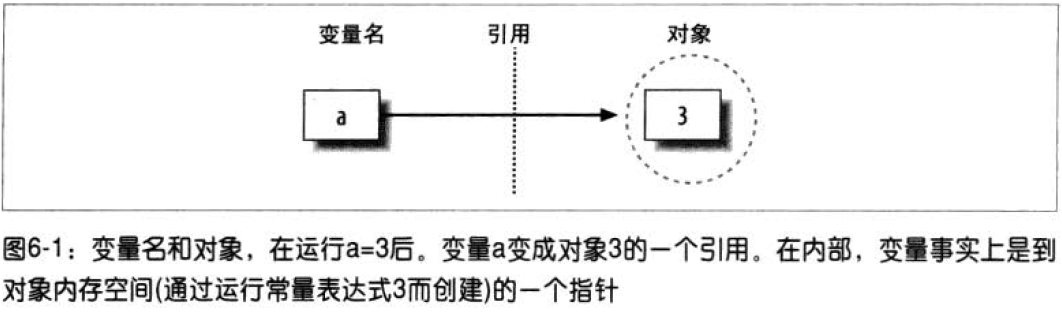 变量名 引用 对象
a 3
图6-1：变量名和对象，在运行a=3后。变量a变成对象3的一个引用。在内部，变量事实上是到
对象内存空间(通过运行常量表达式3而创建)的一个指针